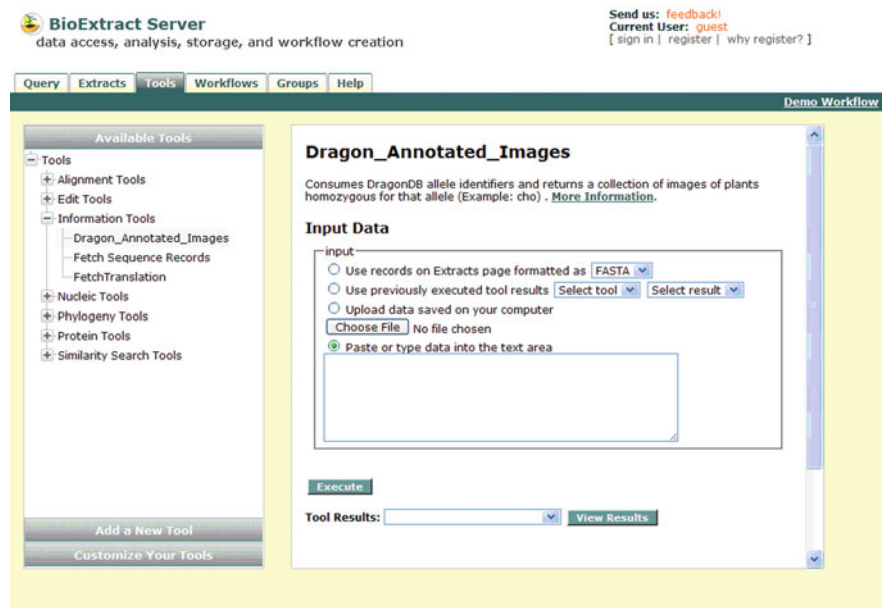 BioExtract Server
data access, analysis, storage, and workflow creation
Send us: feedback!
Current User: guest
[ sign in | register | why register? ]
Query Extracts Tools Workflows Groups Help
Demo Workflow
Available Tools
Tools
Alignment Tools
Edit Tools
Information Tools
Dragon_Annotated_Images
Fetch Sequence Records
FetchTranslation
Nucleic Tools
Phylogeny Tools
Protein Tools
Similarity Search Tools
Add a New Tool
Customize Your Tools
Dragon_Annotated_Images
Consumes DragonDB allele identifiers and returns a collection of images of plants
homozygous for that allele (Example: cho) . More Information.
Input Data
input
Use records on Extracts page formatted as FASTA
Use previously executed tool results Select tool Select result
Upload data saved on your computer
Choose File No file chosen
Paste or type data into the text area
Execute
Tool Results: View Results